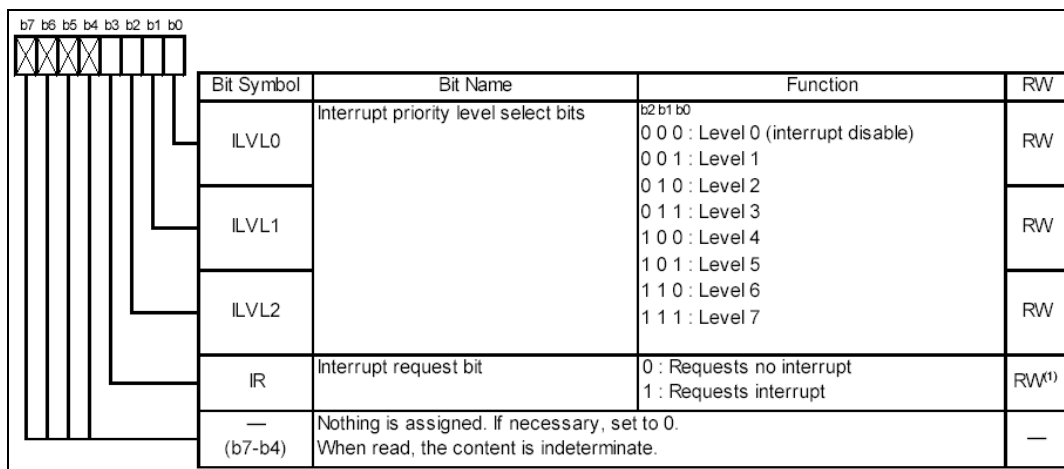 b7 b6 b5 b4 b3 b2 b1 b0
Bit Symbol Bit Name Function RW
ILVL0 Interrupt priority level select bits b2 b1 b0
0 0 0 : Level 0 (interrupt disable)
0 0 1 : Level 1
0 1 0 : Level 2
0 1 1 : Level 3
1 0 0 : Level 4
1 0 1 : Level 5
1 1 0 : Level 6
1 1 1 : Level 7
RW
ILVL1 RW
ILVL2 RW
IR Interrupt request bit 0 : Requests no interrupt
1 : Requests interrupt
RW(1)
— (b7-b4) Nothing is assigned. If necessary, set to 0.
When read, the content is indeterminate.
—